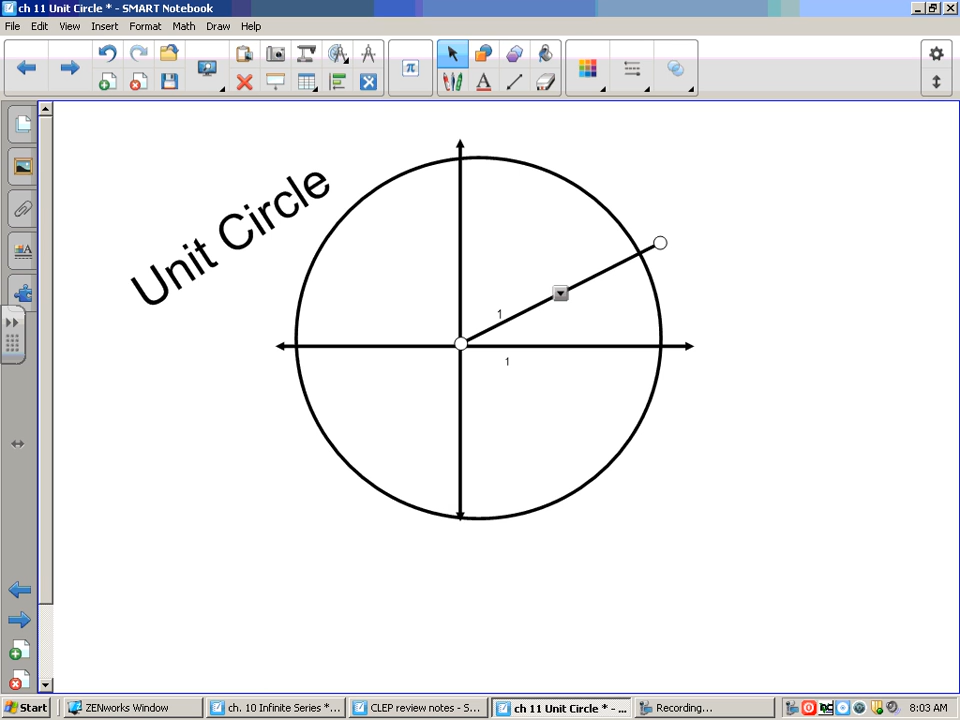 ch 11 Unit Circle * - SMART Notebook
File Edit View Insert Format Math Draw Help
π
A
A
Unit Circle
1
1
Start
ZENworks Window
ch. 10 Infinite Series *...
CLEP review notes - S...
ch 11 Unit Circle * - ...
Recording...
8:03 AM